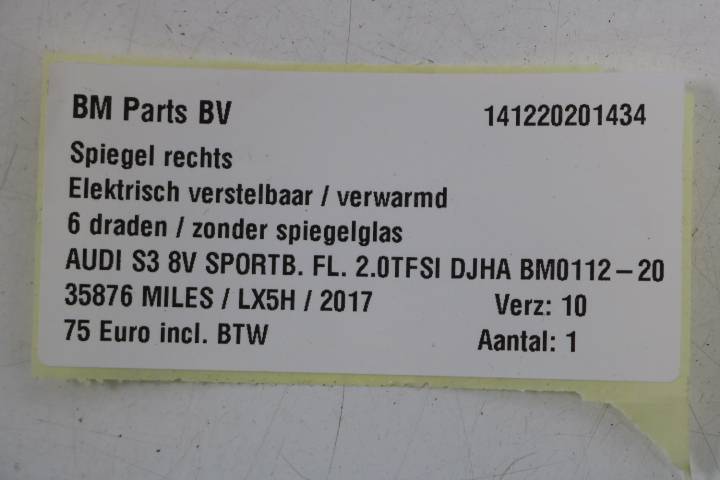 BM Parts BV 141220201434
Spiegel rechts
Elektrisch verstelbaar / verwarmd
6 draden / zonder spiegelglas
AUDI S3 8V SPORTB. FL. 2.0TFSI DJHA BM0112-20
35876 MILES / LX5H / 2017 Verz: 10
75 Euro incl. BTW Aantal: 1